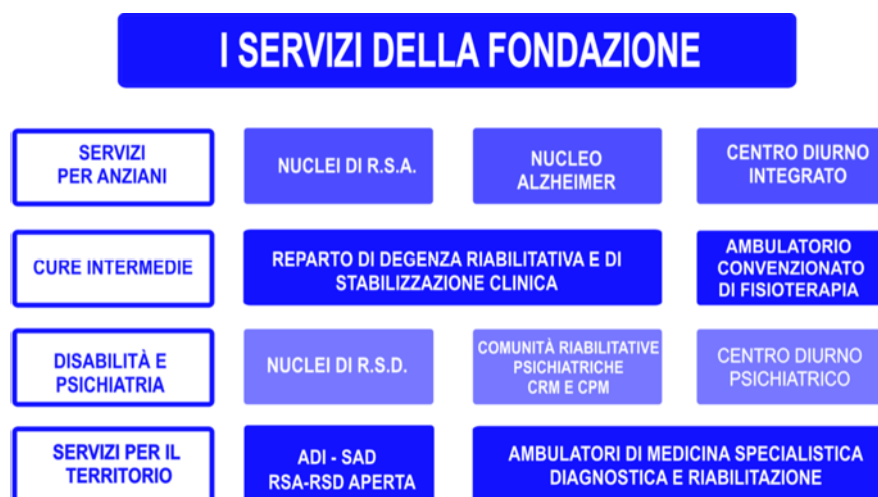 I SERVIZI DELLA FONDAZIONE
SERVIZI
PER ANZIANI
NUCLEI DI R.S.A.
NUCLEO
ALZHEIMER
CENTRO DIURNO
INTEGRATO
CURE INTERMEDIE
REPARTO DI DEGENZA RIABILITATIVA E DI
STABILIZZAZIONE CLINICA
AMBULATORIO
CONVENZIONATO
DI FISIOTERAPIA
DISABILITÀ E
PSICHIATRIA
NUCLEI DI R.S.D.
COMUNITÀ RIABILITATIVE
PSICHIATRICHE
CRM E CPM
CENTRO DIURNO
PSICHIATRICO
SERVIZI PER IL
TERRITORIO
ADI - SAD
RSA-RSD APERTA
AMBULATORI DI MEDICINA SPECIALISTICA
DIAGNOSTICA E RIABILITAZIONE